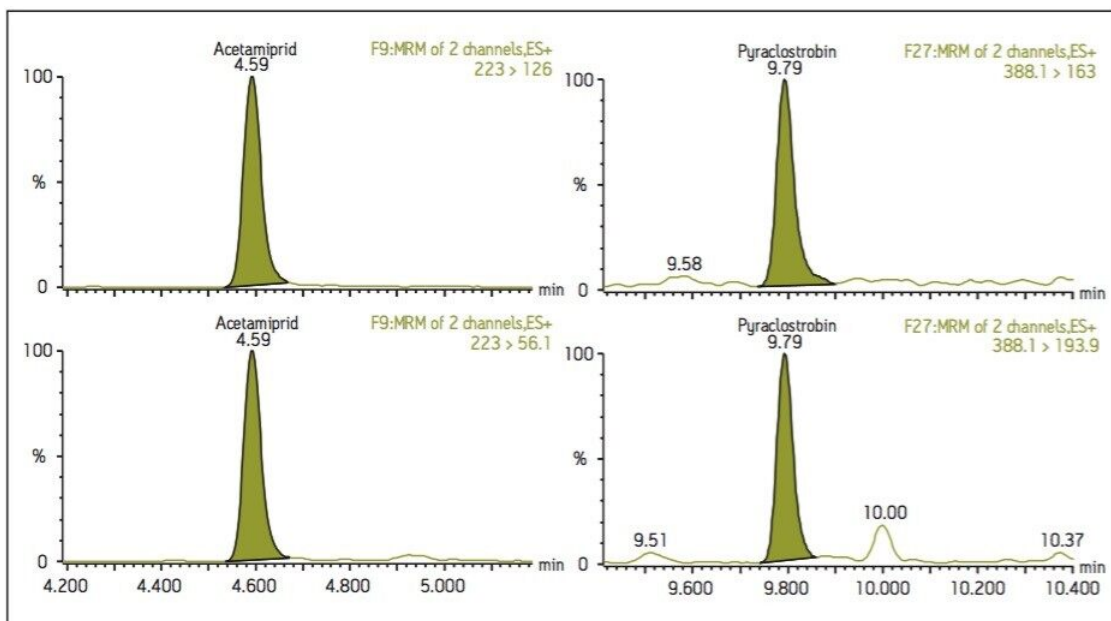 Acetamiprid
4.59
F9:MRM of 2 channels,ES+
223 > 126
100
%
0
min
Pyraclostrobin
9.79
F27:MRM of 2 channels,ES+
388.1 > 163
100
%
9.58
0
min
Acetamiprid
4.59
F9:MRM of 2 channels,ES+
223 > 56.1
100
%
0
min
4.200 4.400 4.600 4.800 5.000
Pyraclostrobin
9.79
F27:MRM of 2 channels,ES+
388.1 > 193.9
100
%
10.00
9.51
10.37
0
min
9.600 9.800 10.000 10.200 10.400